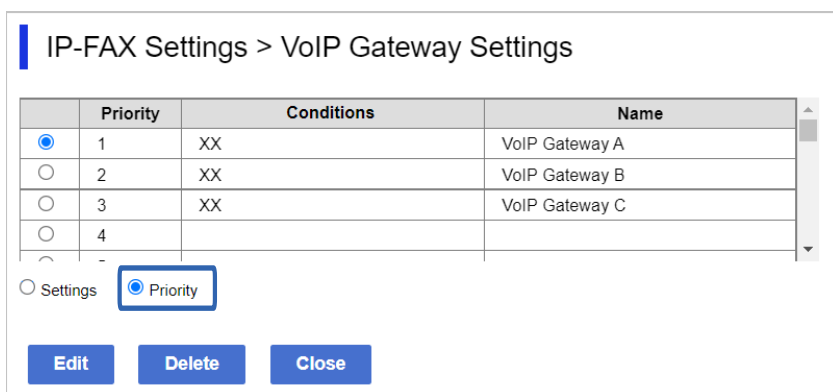 IP-FAX Settings > VoIP Gateway Settings
Priority Conditions Name
1 XX VoIP Gateway A
2 XX VoIP Gateway B
3 XX VoIP Gateway C
4
Settings Priority
Edit Delete Close